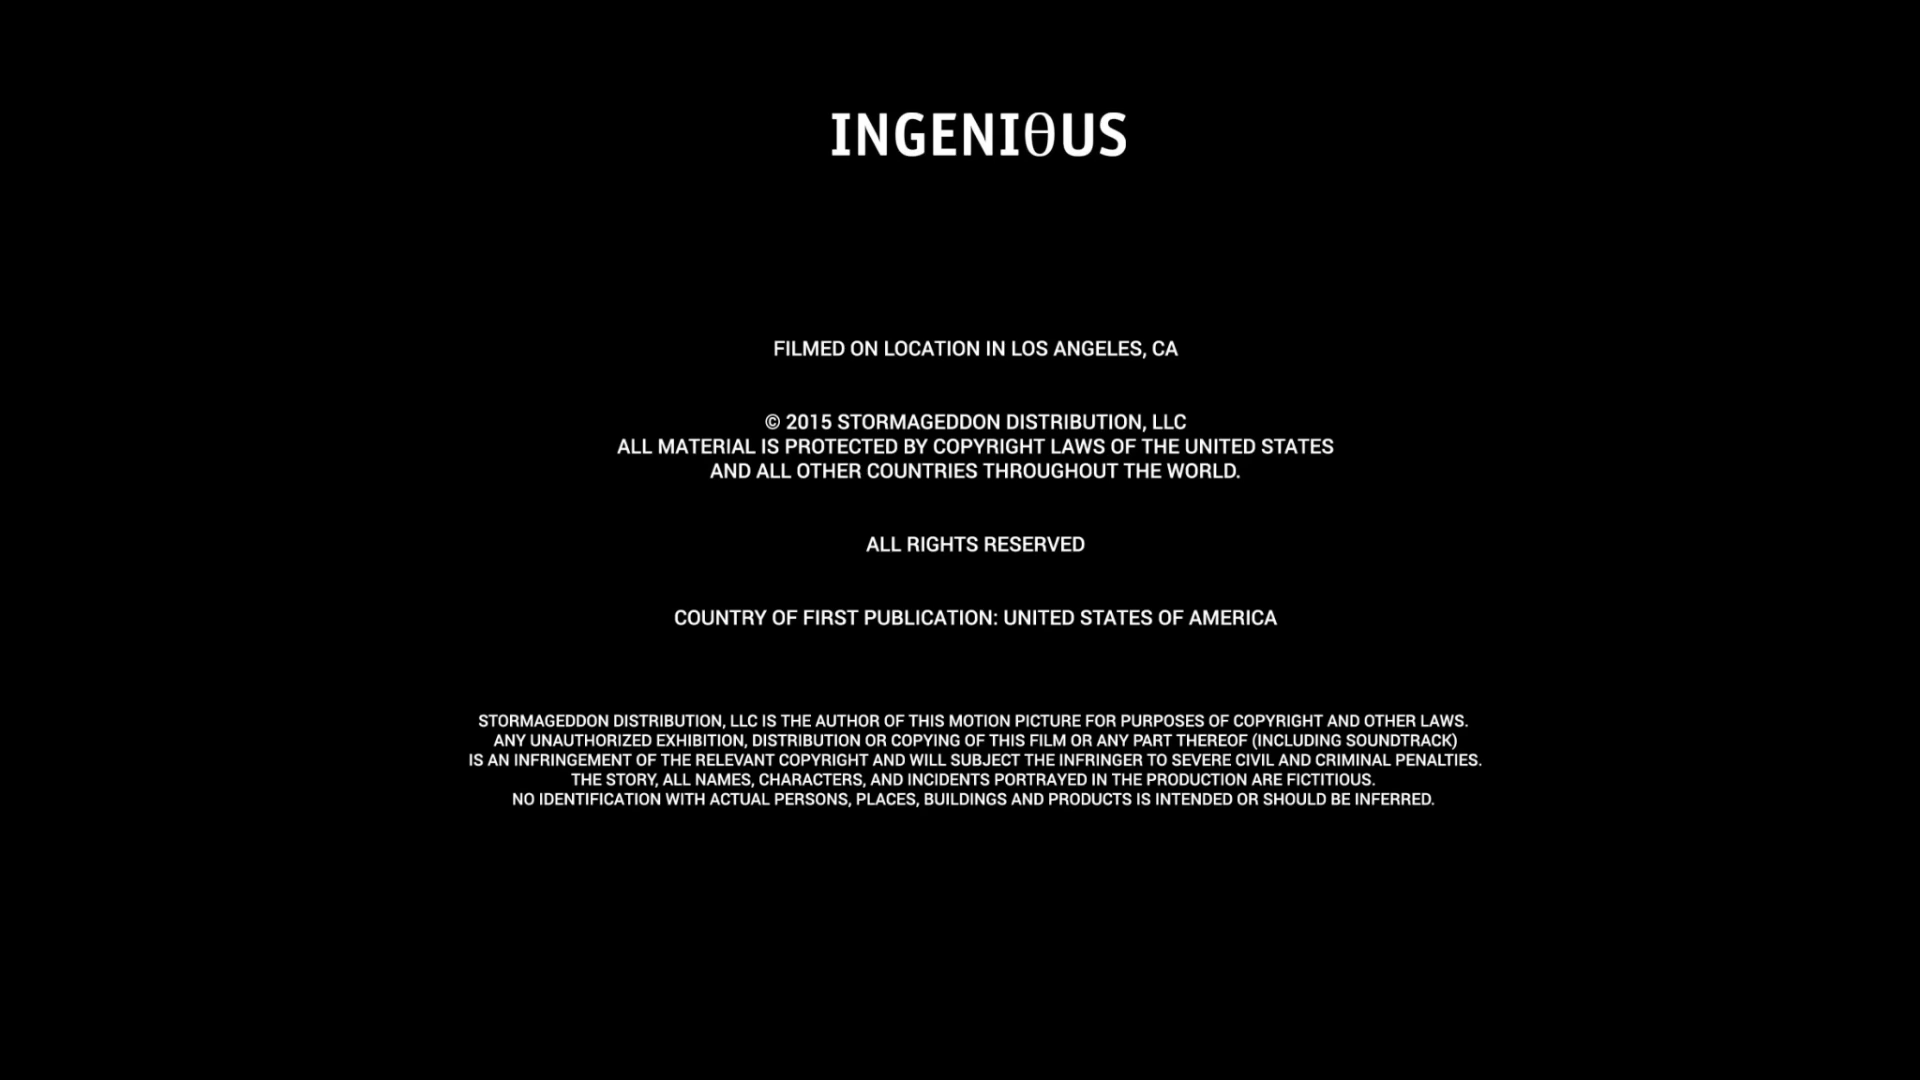 INGENIθUS
FILMED ON LOCATION IN LOS ANGELES, CA
© 2015 STORMAGEDDON DISTRIBUTION, LLC
ALL MATERIAL IS PROTECTED BY COPYRIGHT LAWS OF THE UNITED STATES
AND ALL OTHER COUNTRIES THROUGHOUT THE WORLD.
ALL RIGHTS RESERVED
COUNTRY OF FIRST PUBLICATION: UNITED STATES OF AMERICA
STORMAGEDDON DISTRIBUTION, LLC IS THE AUTHOR OF THIS MOTION PICTURE FOR PURPOSES OF COPYRIGHT AND OTHER LAWS.
ANY UNAUTHORIZED EXHIBITION, DISTRIBUTION OR COPYING OF THIS FILM OR ANY PART THEREOF (INCLUDING SOUNDTRACK)
IS AN INFRINGEMENT OF THE RELEVANT COPYRIGHT AND WILL SUBJECT THE INFRINGER TO SEVERE CIVIL AND CRIMINAL PENALTIES.
THE STORY, ALL NAMES, CHARACTERS, AND INCIDENTS PORTRAYED IN THE PRODUCTION ARE FICTITIOUS.
NO IDENTIFICATION WITH ACTUAL PERSONS, PLACES, BUILDINGS AND PRODUCTS IS INTENDED OR SHOULD BE INFERRED.